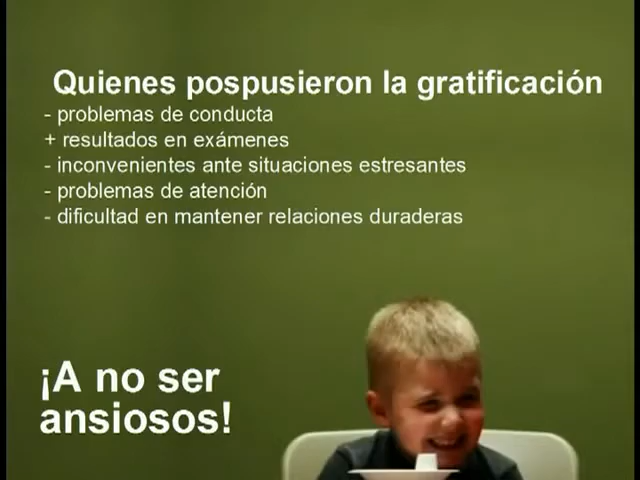 Quienes pospusieron la gratificación
- problemas de conducta
+ resultados en exámenes
- inconvenientes ante situaciones estresantes
- problemas de atención
- dificultad en mantener relaciones duraderas
¡A no ser
ansiosos!